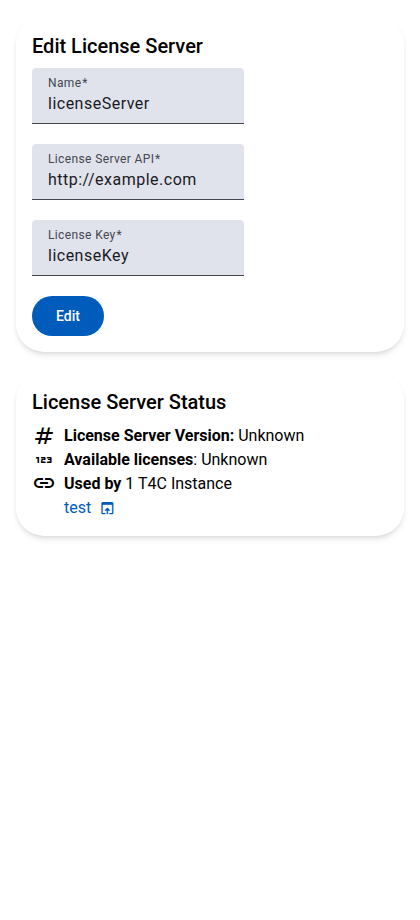 Edit License Server
Name*
licenseServer
License Server API*
http://example.com
License Key*
licenseKey
Edit
License Server Status
License Server Version: Unknown
123 Available licenses: Unknown
Used by 1 T4C Instance
test